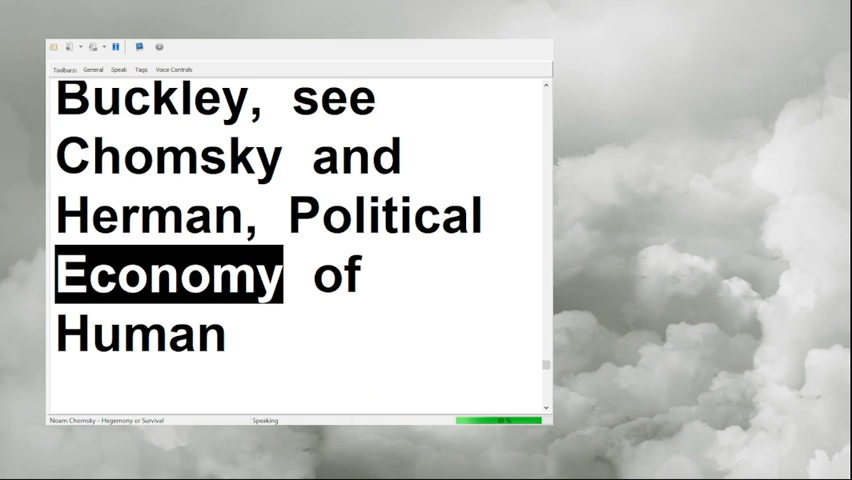 Toolbars: General Speak Tags Voice Controls
Buckley, see
Chomsky and
Herman, Political
Economy of
Human
Noam Chomsky - Hegemony or Survival Speaking